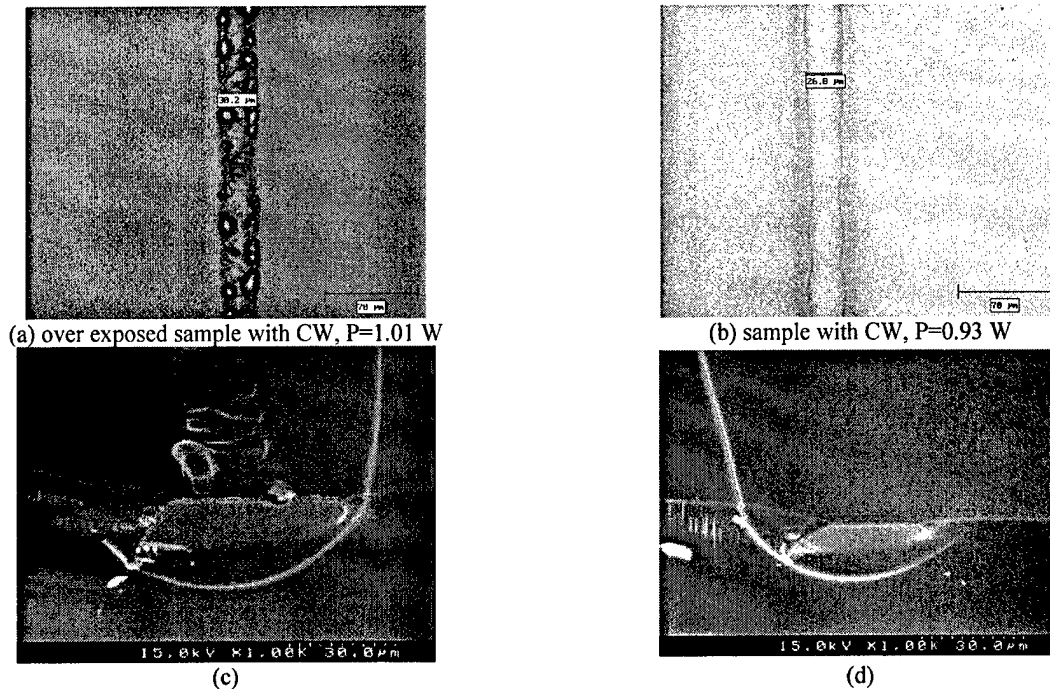 30.2 µm
70 µm
26.8 µm
70 µm
(a) over exposed sample with CW, P=1.01 W
(b) sample with CW, P=0.93 W
15.0kV X1.00K 30.0µm
15.0kV X1.00K 30.0µm
(c)
(d)